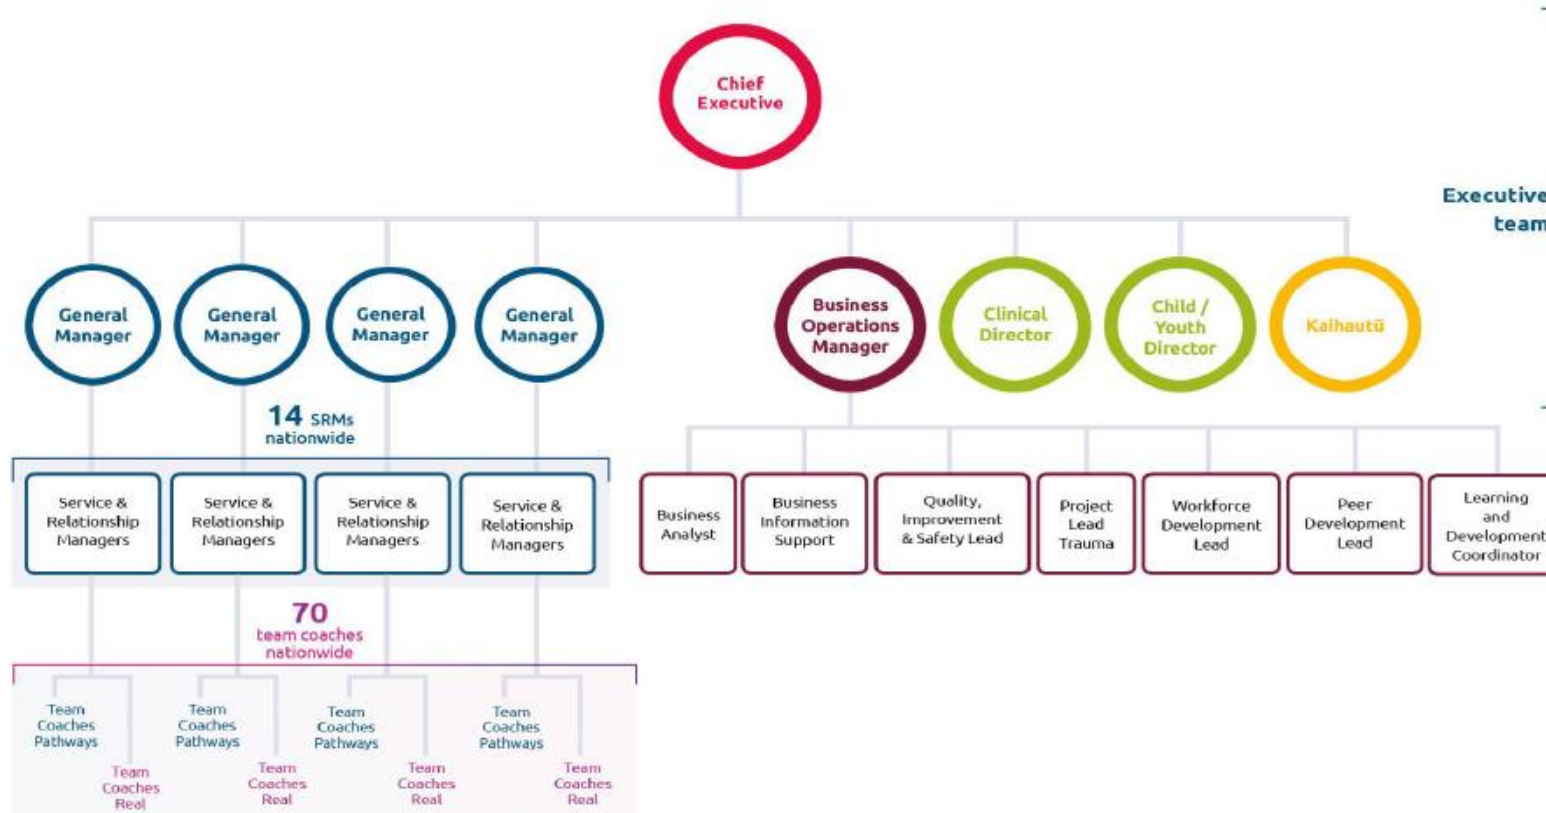 Chief
Executive
Executive
team
General
Manager
General
Manager
General
Manager
General
Manager
Business
Operations
Manager
Clinical
Director
Child /
Youth
Director
Kaihautū
14 SRMs
nationwide
Service &
Relationship
Managers
Service &
Relationship
Managers
Service &
Relationship
Managers
Service &
Relationship
Managers
Business
Analyst
Business
Information
Support
Quality,
Improvement
& Safety Lead
Project
Lead
Trauma
Workforce
Development
Lead
Peer
Development
Lead
Learning
and
Development
Coordinator
70
team coaches
nationwide
Team
Coaches
Pathways
Team
Coaches
Real
Team
Coaches
Pathways
Team
Coaches
Real
Team
Coaches
Pathways
Team
Coaches
Real
Team
Coaches
Pathways
Team
Coaches
Real